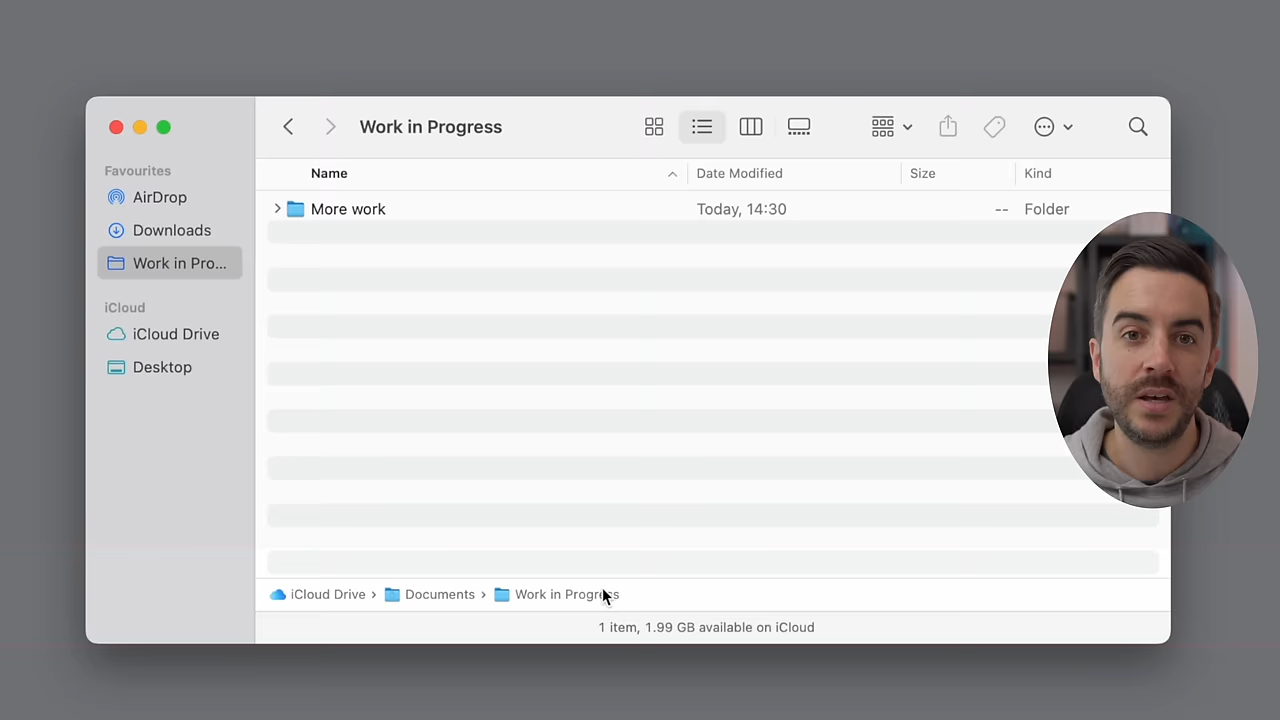 Work in Progress
Favourites
AirDrop
Downloads
Work in Pro...
iCloud
iCloud Drive
Desktop
Name Date Modified Size Kind
More work Today, 14:30 -- Folder
iCloud Drive › Documents › Work in Progress
1 item, 1.99 GB available on iCloud